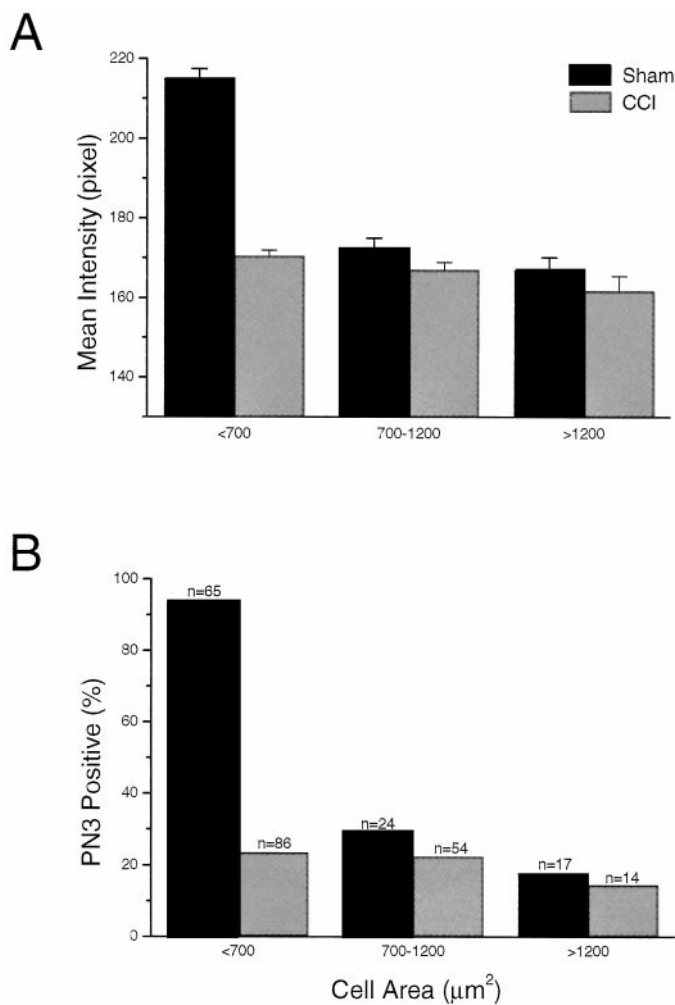 A
220
200
180
160
140
Mean Intensity (pixel)
Sham
CCI
<700
700-1200
>1200
B
100
80
60
40
20
0
PN3 Positive (%)
n=65
n=86
n=24
n=54
n=17
n=14
<700
700-1200
>1200
Cell Area (μm²)